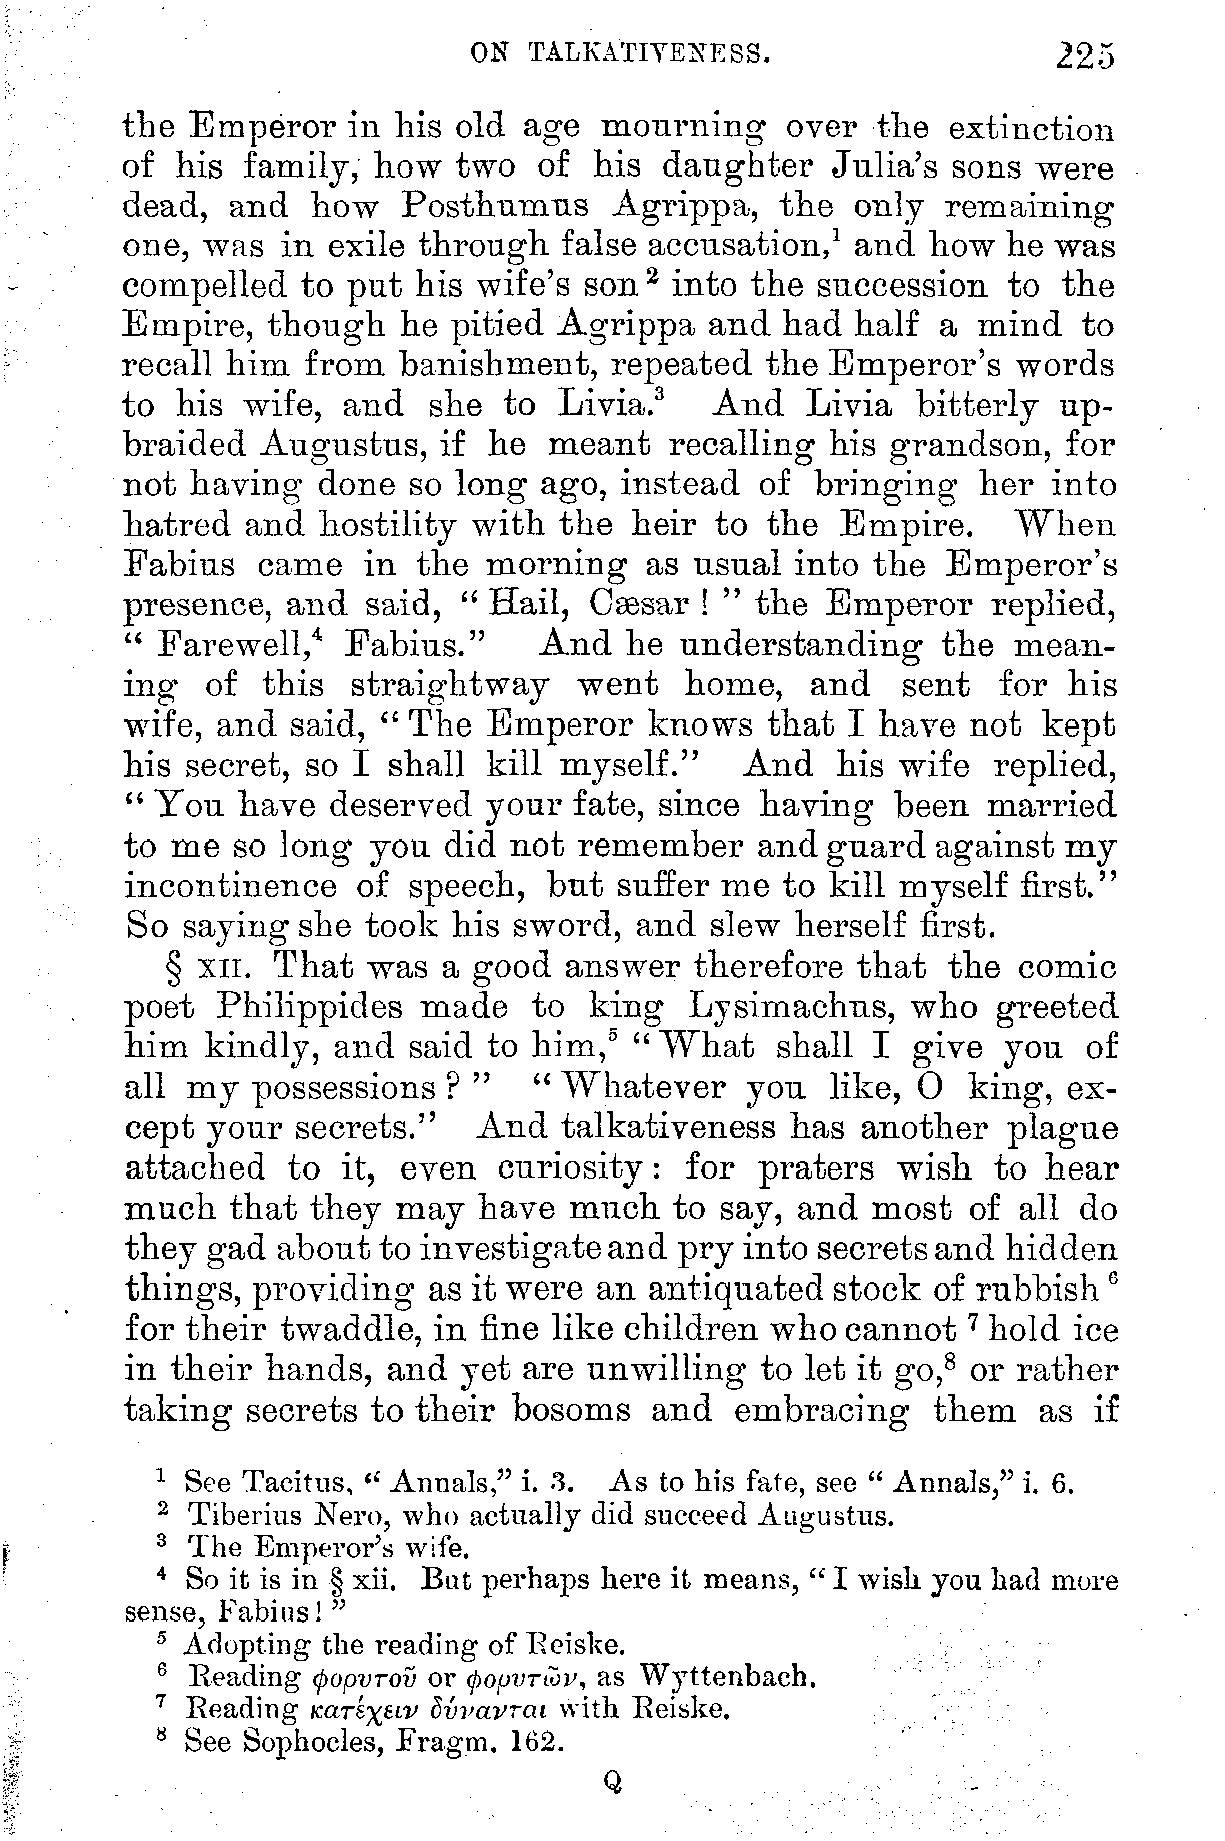 ON TALKATIVENESS. 225
the Emperor in his old age mourning over the extinction
of his family, how two of his daughter Julia's sons were
dead, and how Posthumus Agrippa, the only remaining
one, was in exile through false accusation,¹ and how he was
compelled to put his wife's son ² into the succession to the
Empire, though he pitied Agrippa and had half a mind to
recall him from banishment, repeated the Emperor's words
to his wife, and she to Livia.³ And Livia bitterly up-
braided Augustus, if he meant recalling his grandson, for
not having done so long ago, instead of bringing her into
hatred and hostility with the heir to the Empire. When
Fabius came in the morning as usual into the Emperor's
presence, and said, “ Hail, Cæsar ! ” the Emperor replied,
“ Farewell,⁴ Fabius.” And he understanding the mean-
ing of this straightway went home, and sent for his
wife, and said, “ The Emperor knows that I have not kept
his secret, so I shall kill myself.” And his wife replied,
“ You have deserved your fate, since having been married
to me so long you did not remember and guard against my
incontinence of speech, but suffer me to kill myself first.”
So saying she took his sword, and slew herself first.
§ XII. That was a good answer therefore that the comic
poet Philippides made to king Lysimachus, who greeted
him kindly, and said to him,⁵ “ What shall I give you of
all my possessions ? ” “ Whatever you like, O king, ex-
cept your secrets.” And talkativeness has another plague
attached to it, even curiosity : for praters wish to hear
much that they may have much to say, and most of all do
they gad about to investigate and pry into secrets and hidden
things, providing as it were an antiquated stock of rubbish ⁶
for their twaddle, in fine like children who cannot ⁷ hold ice
in their hands, and yet are unwilling to let it go,⁸ or rather
taking secrets to their bosoms and embracing them as if
¹ See Tacitus, “ Annals,” i. 3. As to his fate, see “ Annals,” i. 6.
² Tiberius Nero, who actually did succeed Augustus.
³ The Emperor's wife.
⁴ So it is in § xii. But perhaps here it means, “ I wish you had more
sense, Fabius! ”
⁵ Adopting the reading of Reiske.
⁶ Reading φορυτοῦ or φορυτῶν, as Wyttenbach.
⁷ Reading κατέχειν δύνανται with Reiske.
⁸ See Sophocles, Fragm. 162.
Q